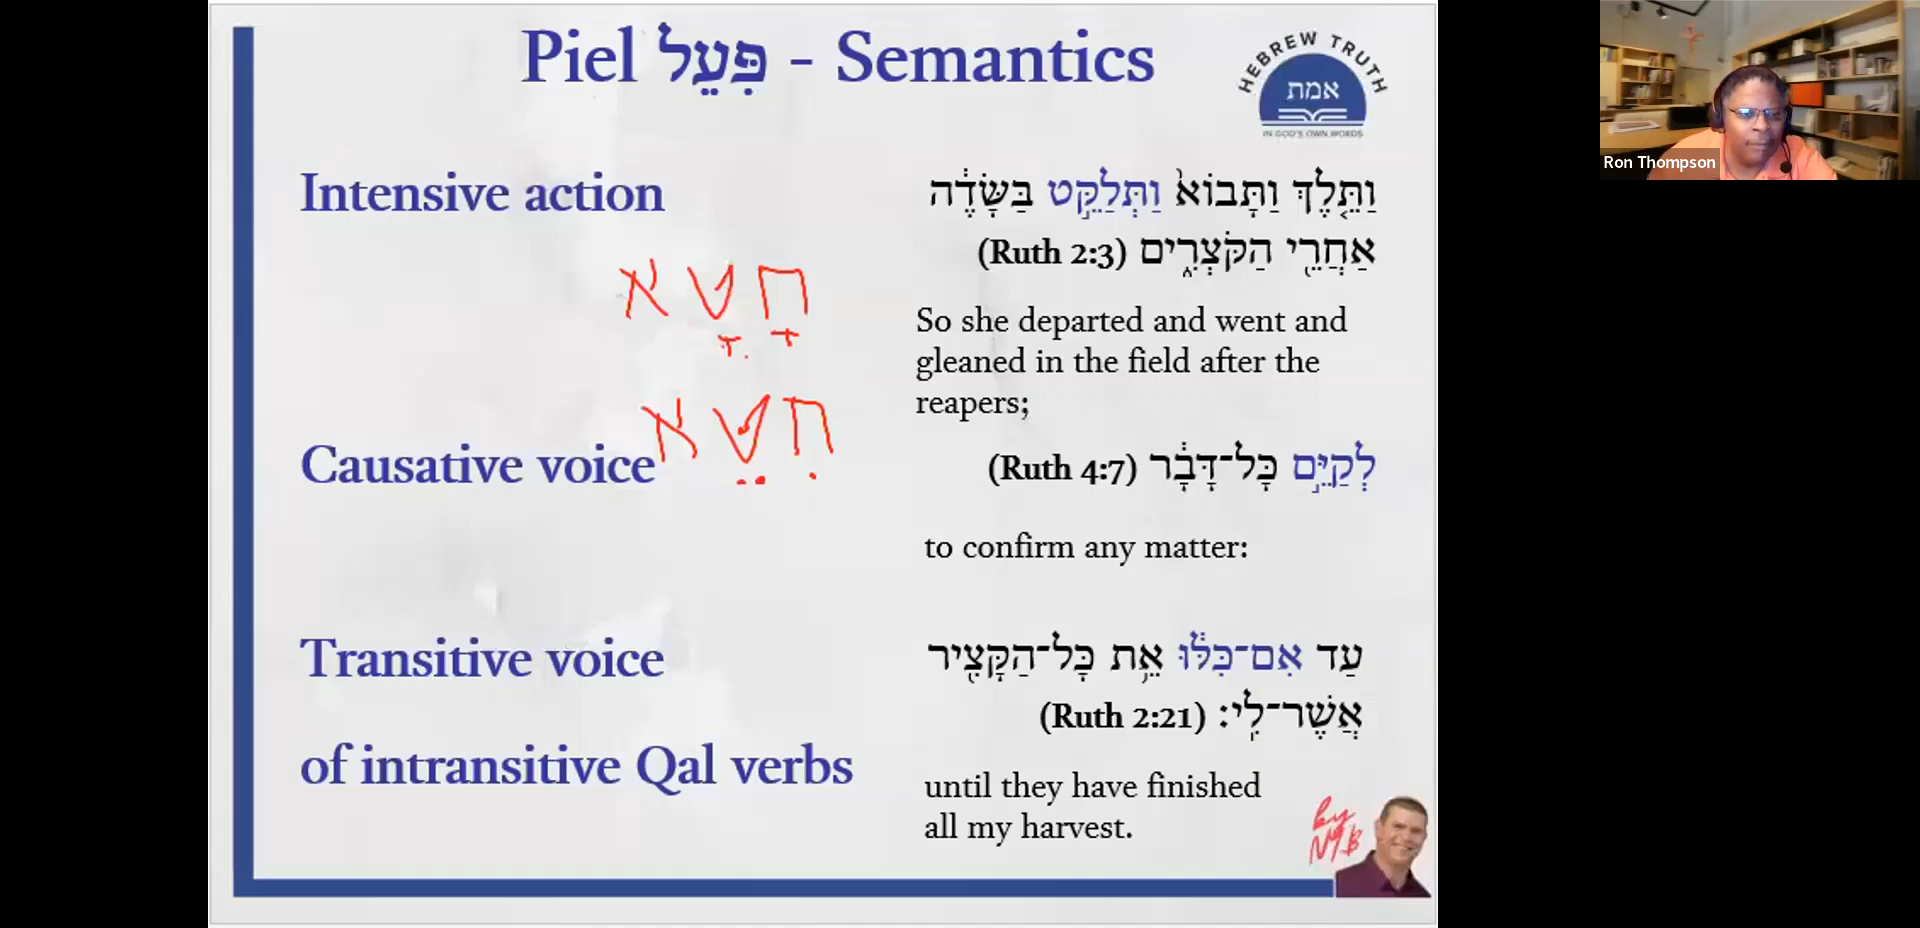 Piel פִּעֵל - Semantics
HEBREW TRUTH
אמת
IN GOD'S OWN WORDS
Intensive action
וַתֵּ֤לֶךְ וַתָּבוֹא֙ וַתְּלַקֵּ֣ט בַּשָּׂדֶ֔ה
אַחֲרֵ֖י הַקֹּצְרִ֑ים (Ruth 2:3)
So she departed and went and
gleaned in the field after the
reapers;
חָטָא
חִטֵּא
Causative voice
לְקַיֵּ֣ם כָּל־דָּבָ֔ר (Ruth 4:7)
to confirm any matter:
Transitive voice
of intransitive Qal verbs
עַד אִם־כִּלּ֔וּ אֵ֥ת כָּל־הַקָּצִ֖יר
אֲשֶׁר־לִֽי׃ (Ruth 2:21)
until they have finished
all my harvest.
by
NTB
Ron Thompson